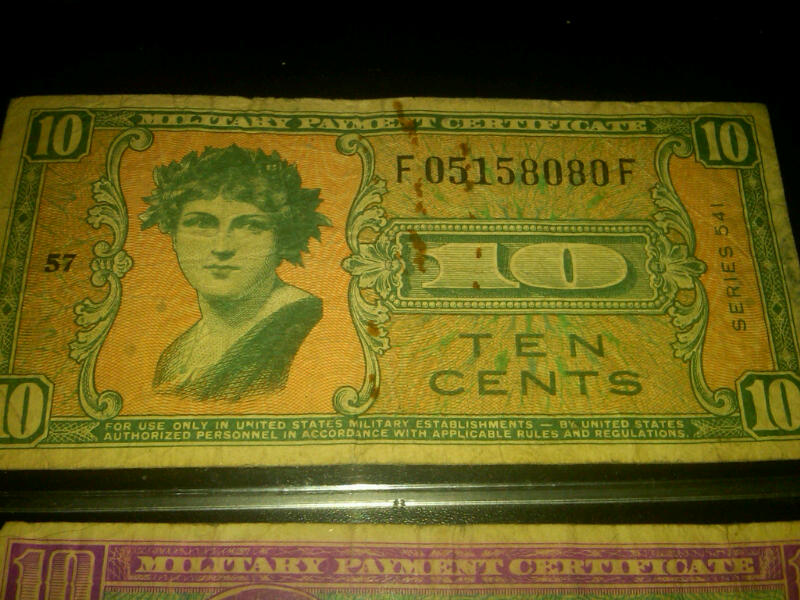 10 MILITARY PAYMENT CERTIFICATE 10
F05158080F
57
10
SERIES 541
TEN
CENTS
10 10
FOR USE ONLY IN UNITED STATES MILITARY ESTABLISHMENTS — BY UNITED STATES
AUTHORIZED PERSONNEL IN ACCORDANCE WITH APPLICABLE RULES AND REGULATIONS.
10 MILITARY PAYMENT CERTIFICATE